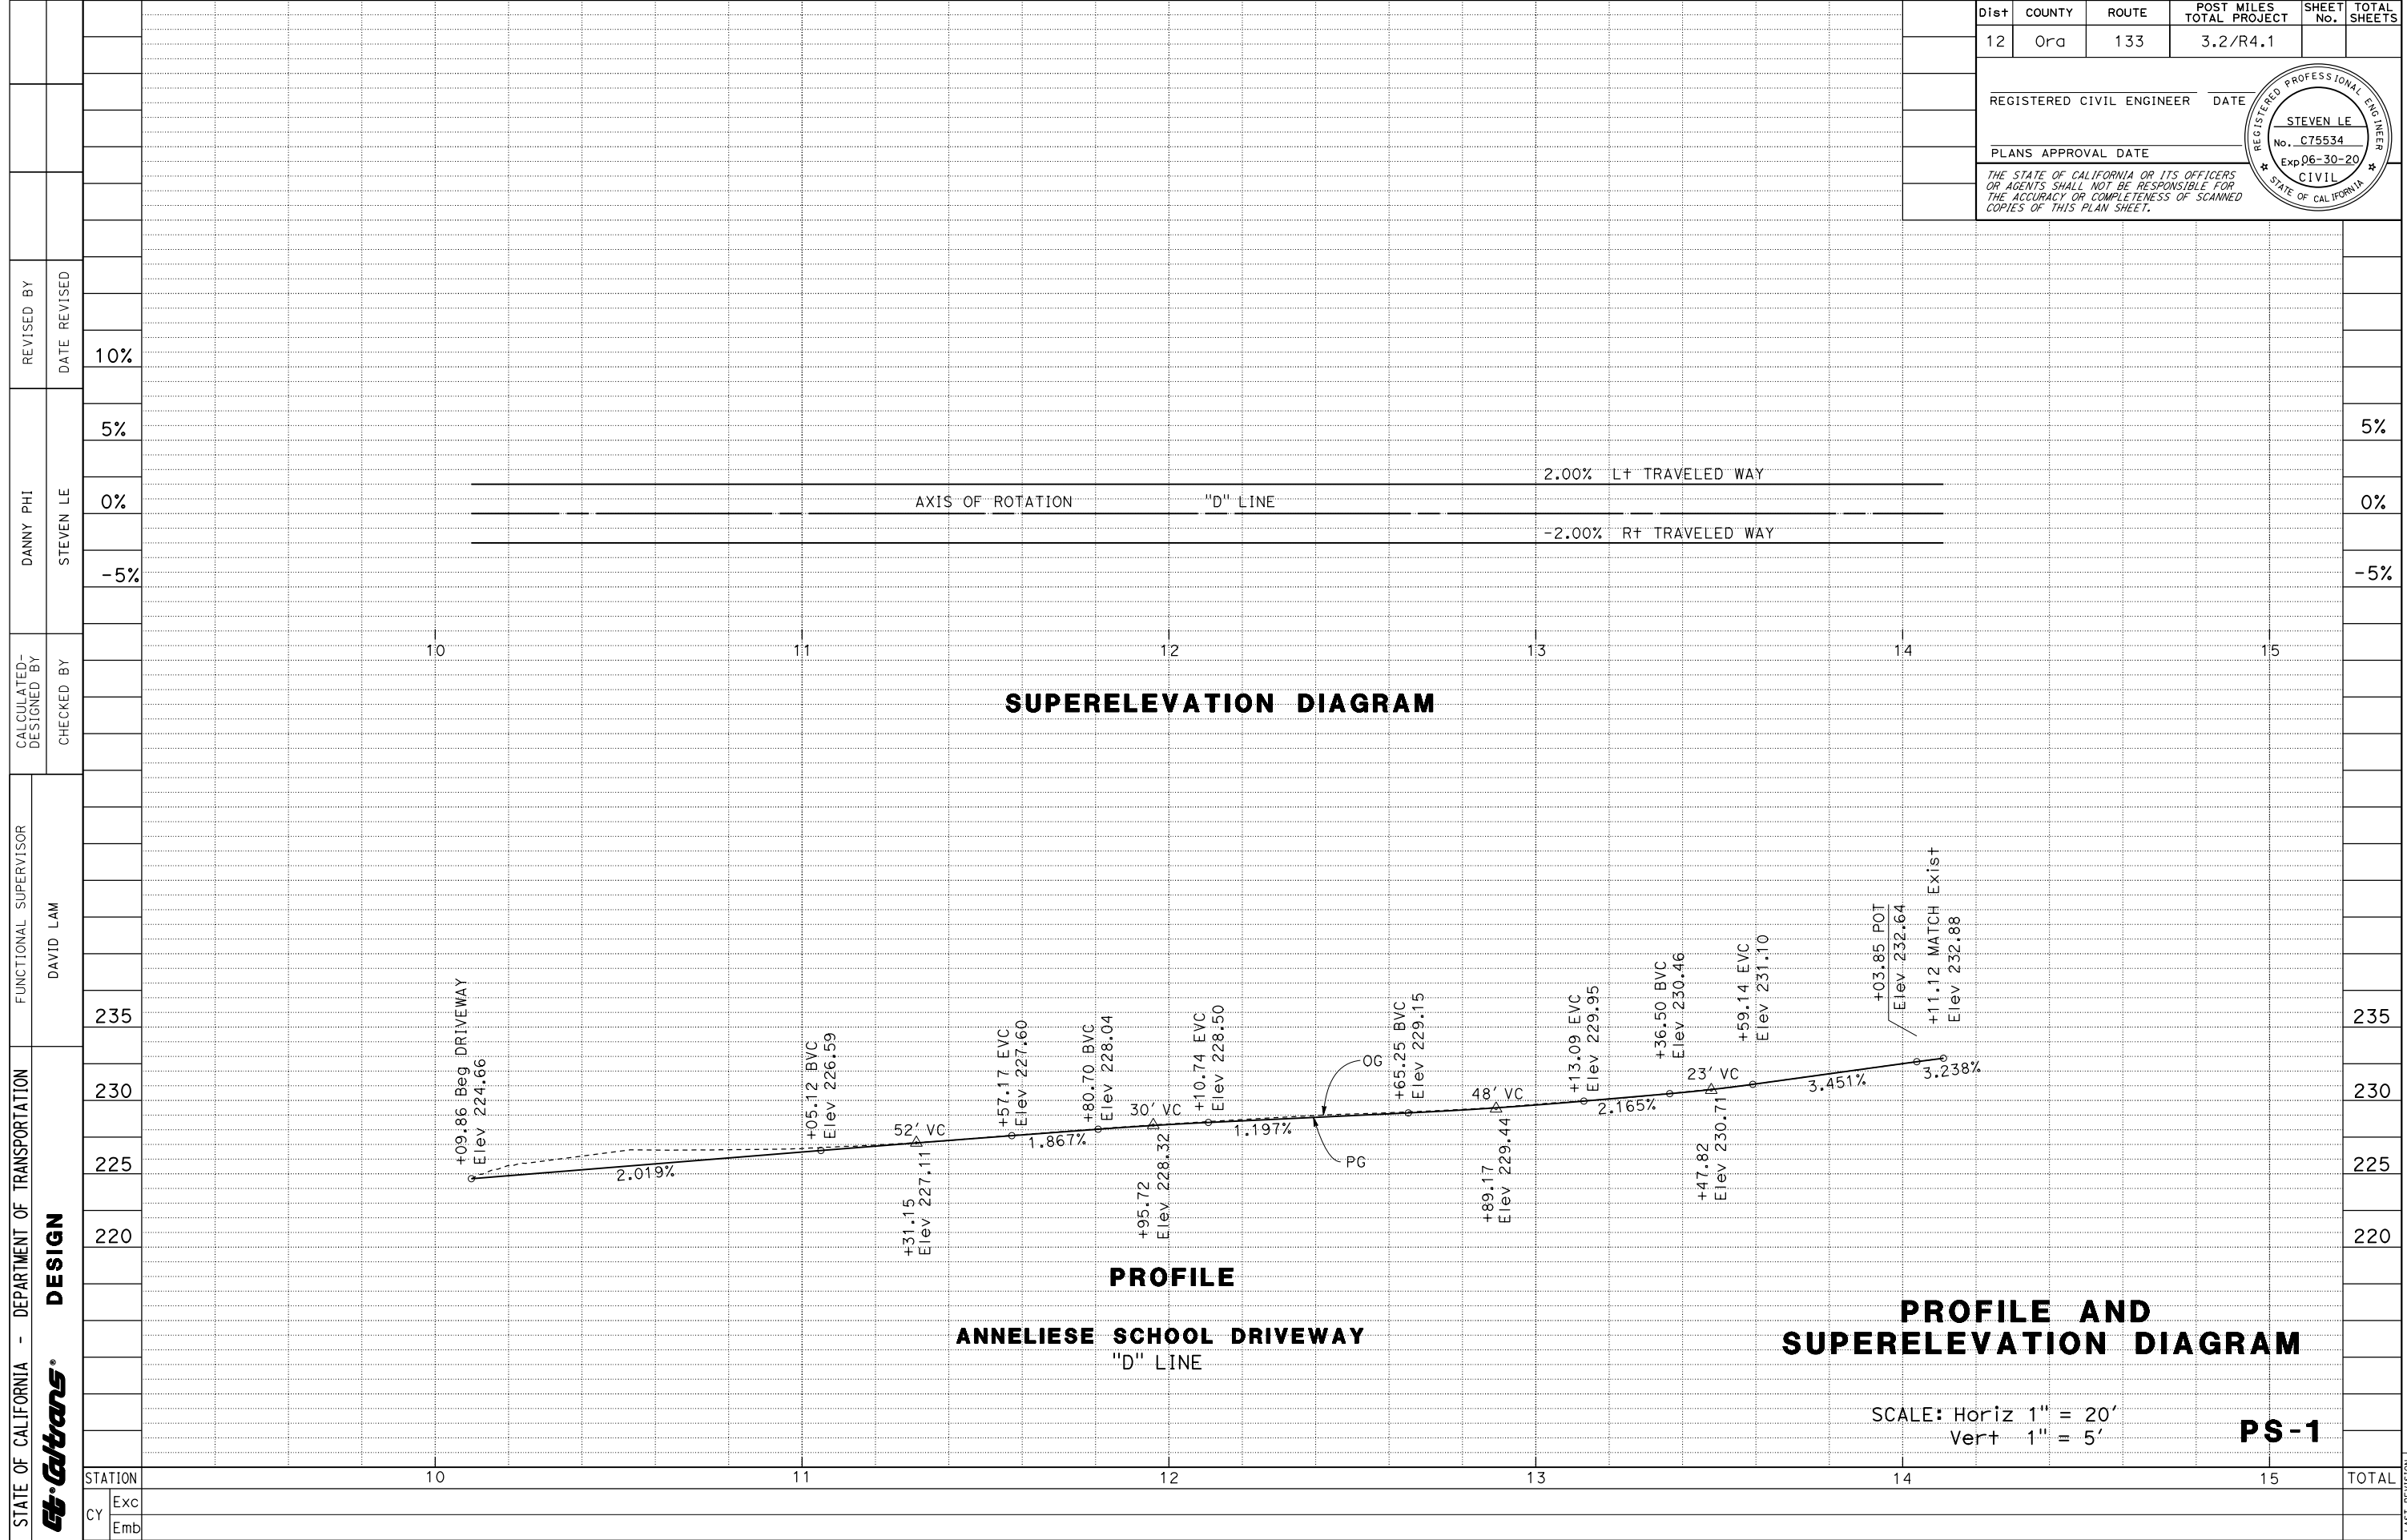 Dist COUNTY ROUTE POST MILES TOTAL PROJECT SHEET No. TOTAL SHEETS
12 Ora 133 3.2/R4.1
REGISTERED CIVIL ENGINEER DATE
PLANS APPROVAL DATE
REGISTERED PROFESSIONAL ENGINEER
STEVEN LE
No. C75534
Exp. 06-30-20
CIVIL
STATE OF CALIFORNIA
THE STATE OF CALIFORNIA OR ITS OFFICERS
OR AGENTS SHALL NOT BE RESPONSIBLE FOR
THE ACCURACY OR COMPLETENESS OF SCANNED
COPIES OF THIS PLAN SHEET.
REVISED BY
DATE REVISED
DANNY PHI
STEVEN LE
CALCULATED-
DESIGNED BY
CHECKED BY
FUNCTIONAL SUPERVISOR
DAVID LAM
STATE OF CALIFORNIA - DEPARTMENT OF TRANSPORTATION
Caltrans DESIGN
10%
5% 5%
0% 0%
-5% -5%
2.00% Lt TRAVELED WAY
AXIS OF ROTATION "D" LINE
-2.00% Rt TRAVELED WAY
10 11 12 13 14 15
SUPERELEVATION DIAGRAM
235 235
230 230
225 225
220 220
+09.86 Beg DRIVEWAY
Elev 224.66
2.019%
+05.12 BVC
Elev 226.59
52' VC
+31.15
Elev 227.11
+57.17 EVC
Elev 227.60
1.867%
+80.70 BVC
Elev 228.04
30' VC
+95.72
Elev 228.32
+10.74 EVC
Elev 228.50
1.197%
OG
PG
+65.25 BVC
Elev 229.15
48' VC
+89.17
Elev 229.44
+13.09 EVC
Elev 229.95
2.165%
+36.50 BVC
Elev 230.46
23' VC
+47.82
Elev 230.71
+59.14 EVC
Elev 231.10
3.451%
+03.85 POT
Elev 232.64
+11.12 MATCH Exist
Elev 232.88
3.238%
PROFILE
ANNELIESE SCHOOL DRIVEWAY
"D" LINE
PROFILE AND
SUPERELEVATION DIAGRAM
SCALE: Horiz 1" = 20'
Vert 1" = 5'
PS-1
STATION 10 11 12 13 14 15 TOTAL
CY Exc
Emb